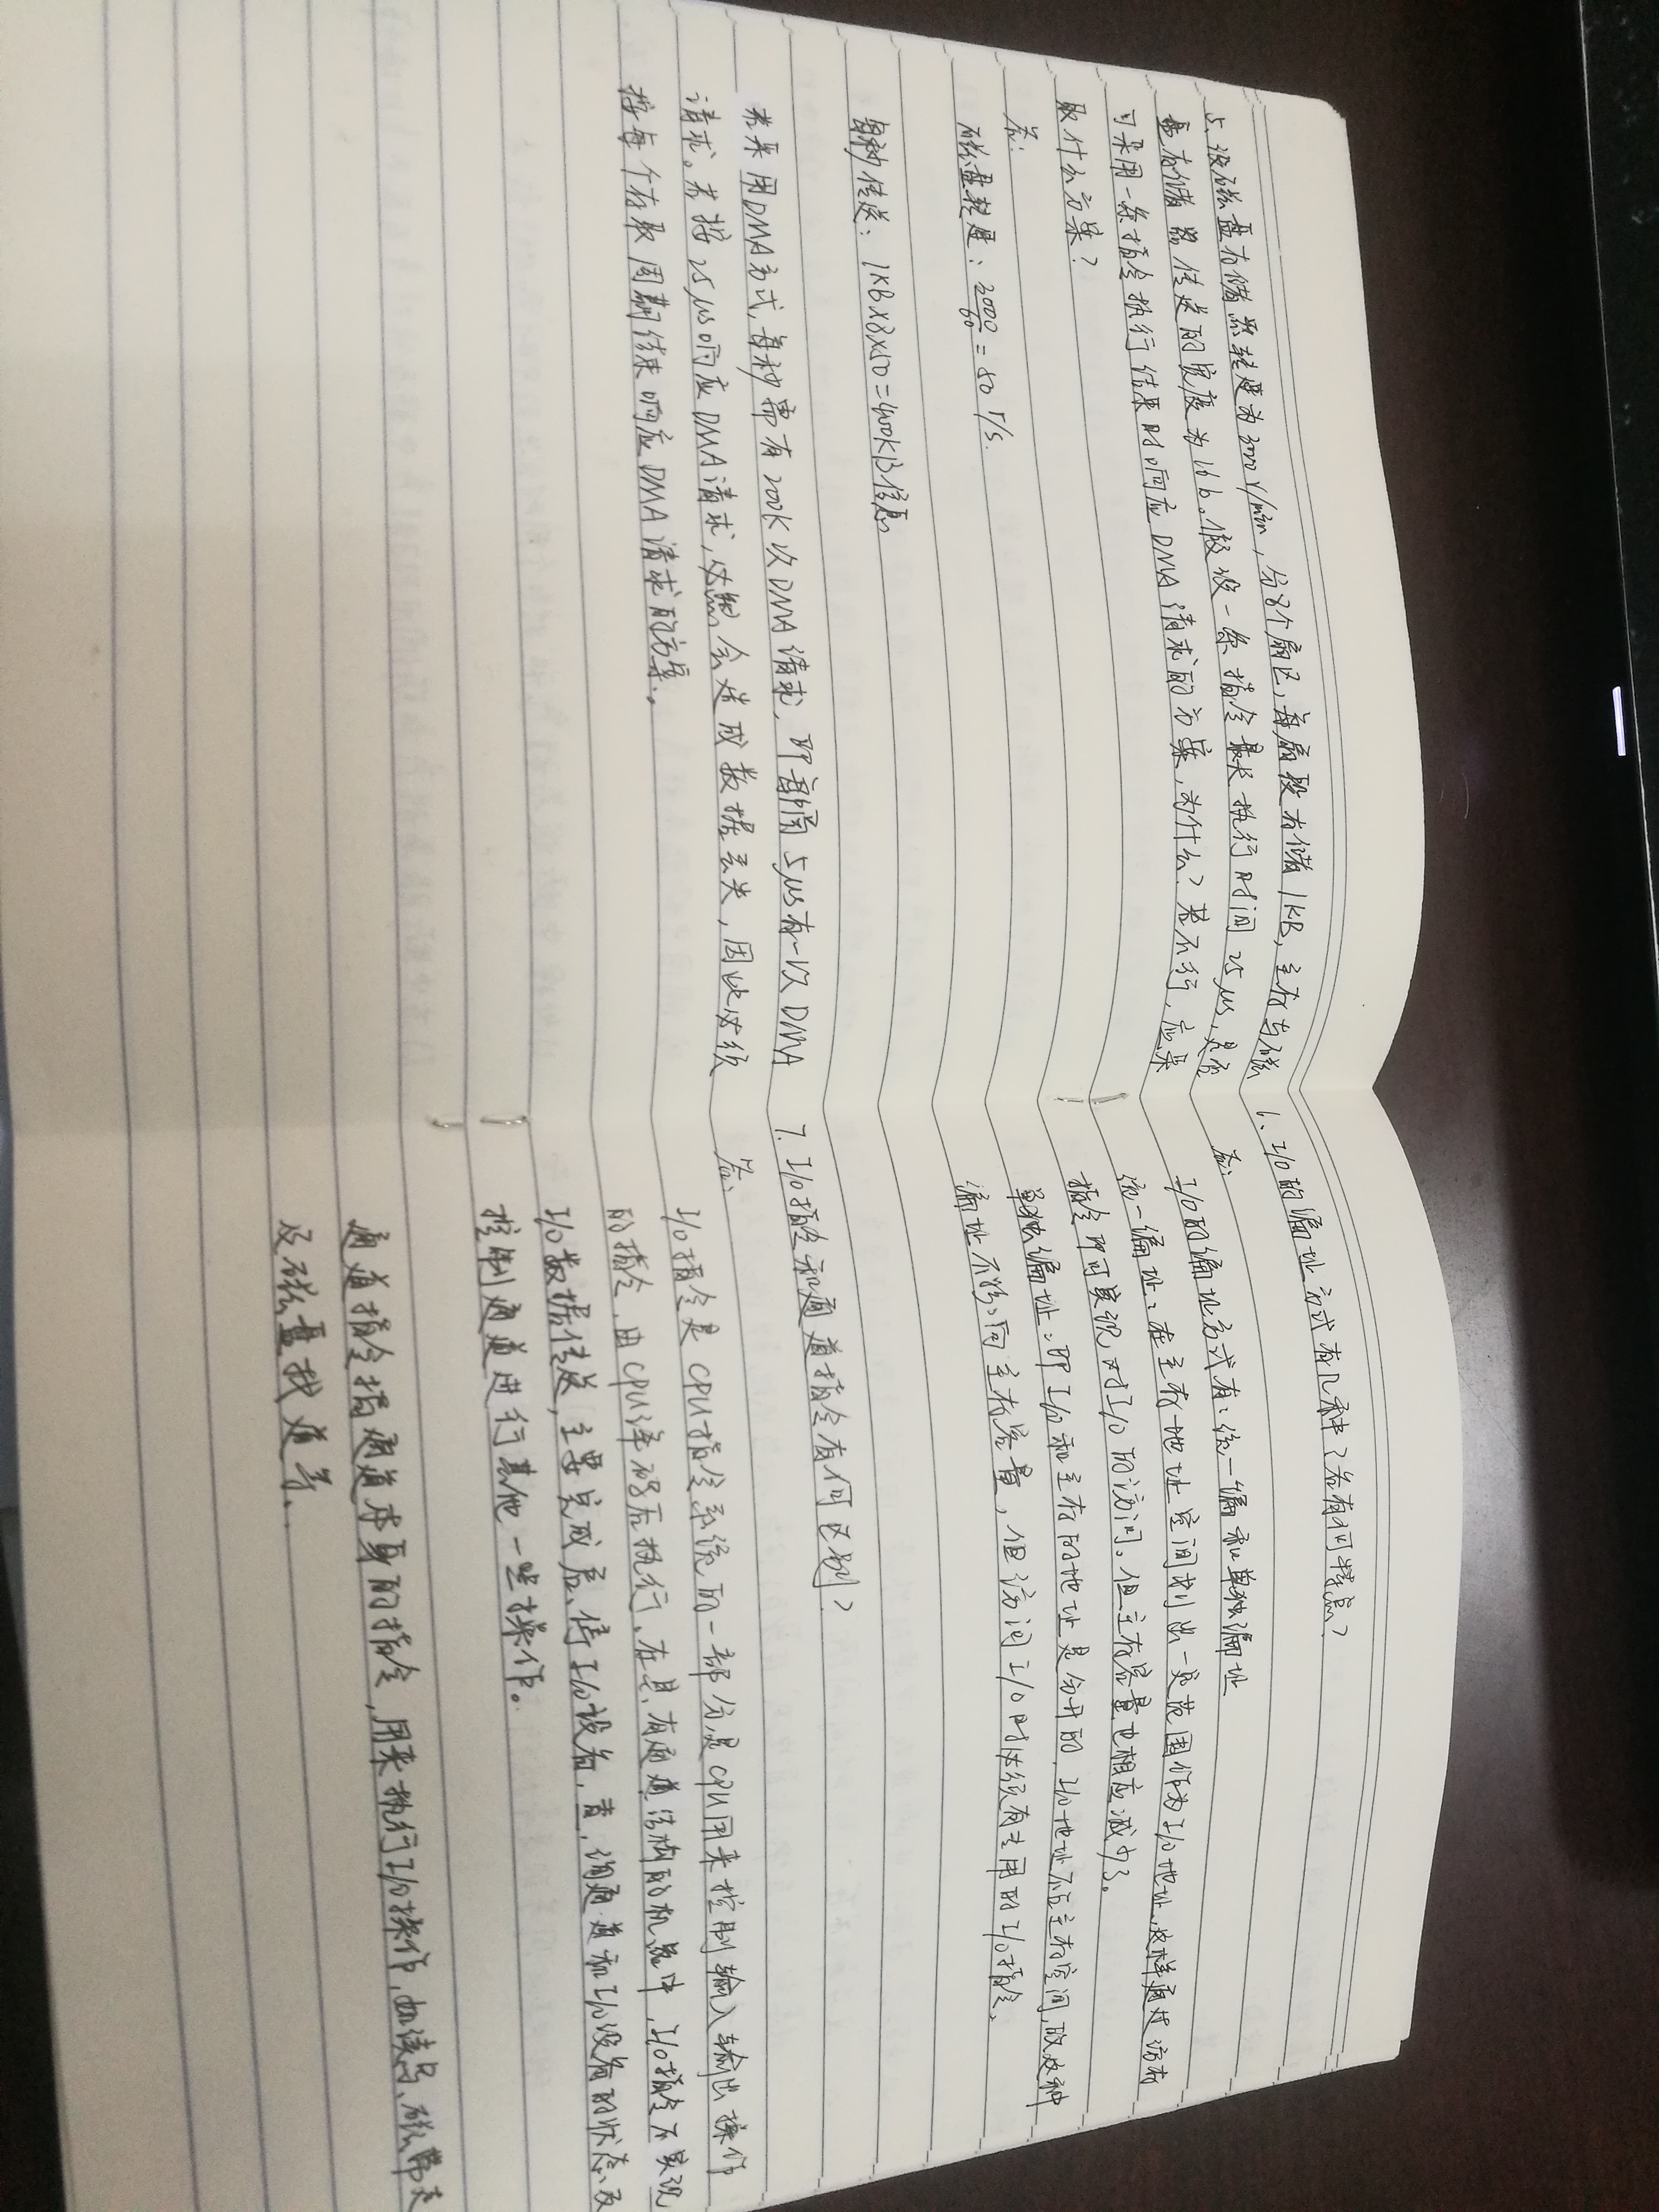 5. 设磁盘存储器转速为3000r/min，分8个扇区，每扇段存储1KB，主存与磁
盘存储器传送的宽度为16b。假设一条指令最长执行时间25μs，是否
可采用一条指令执行结束时响应DMA请求的方案，为什么？若不行，应采
取什么方案？
答：
磁盘转速：3000/60=50r/s.
每秒传送：1KB×8×50=400KB信息
若采用DMA方式，每秒需有200K次DMA请求，即每隔5μs有一次DMA
请求。若按25μs响应DMA请求，必然会造成数据丢失，因此必须
按每个存取周期结束响应DMA请求的方案。
6、I/O的编址方式有几种？各有何特点？
答：
I/O的编址方式有：统一编和单独编址
统一编址：在主存地址空间划出一定范围作为I/O地址，这样通过访存
指令即可实现对I/O的访问。但主存容量也相应减少了。
单独编址：即I/O和主存的地址是分开的，I/O地址不占主存空间，故这种
编址不影响主存容量，但访问I/O时必须有专用的I/O指令。
7. I/O指令和通道指令有何区别？
答：
I/O指令是CPU指令系统的一部分，是CPU用来控制输入输出操作
的指令，由CPU译码后执行。在具有通道结构的机器中，I/O指令不实现
I/O数据传送，主要完成启、停I/O设备，查询通道和I/O设备的状态及
控制通道进行其他一些操作。
通道指令指通道本身的指令，用来执行I/O操作，如读写、磁带走
及磁盘找道等。